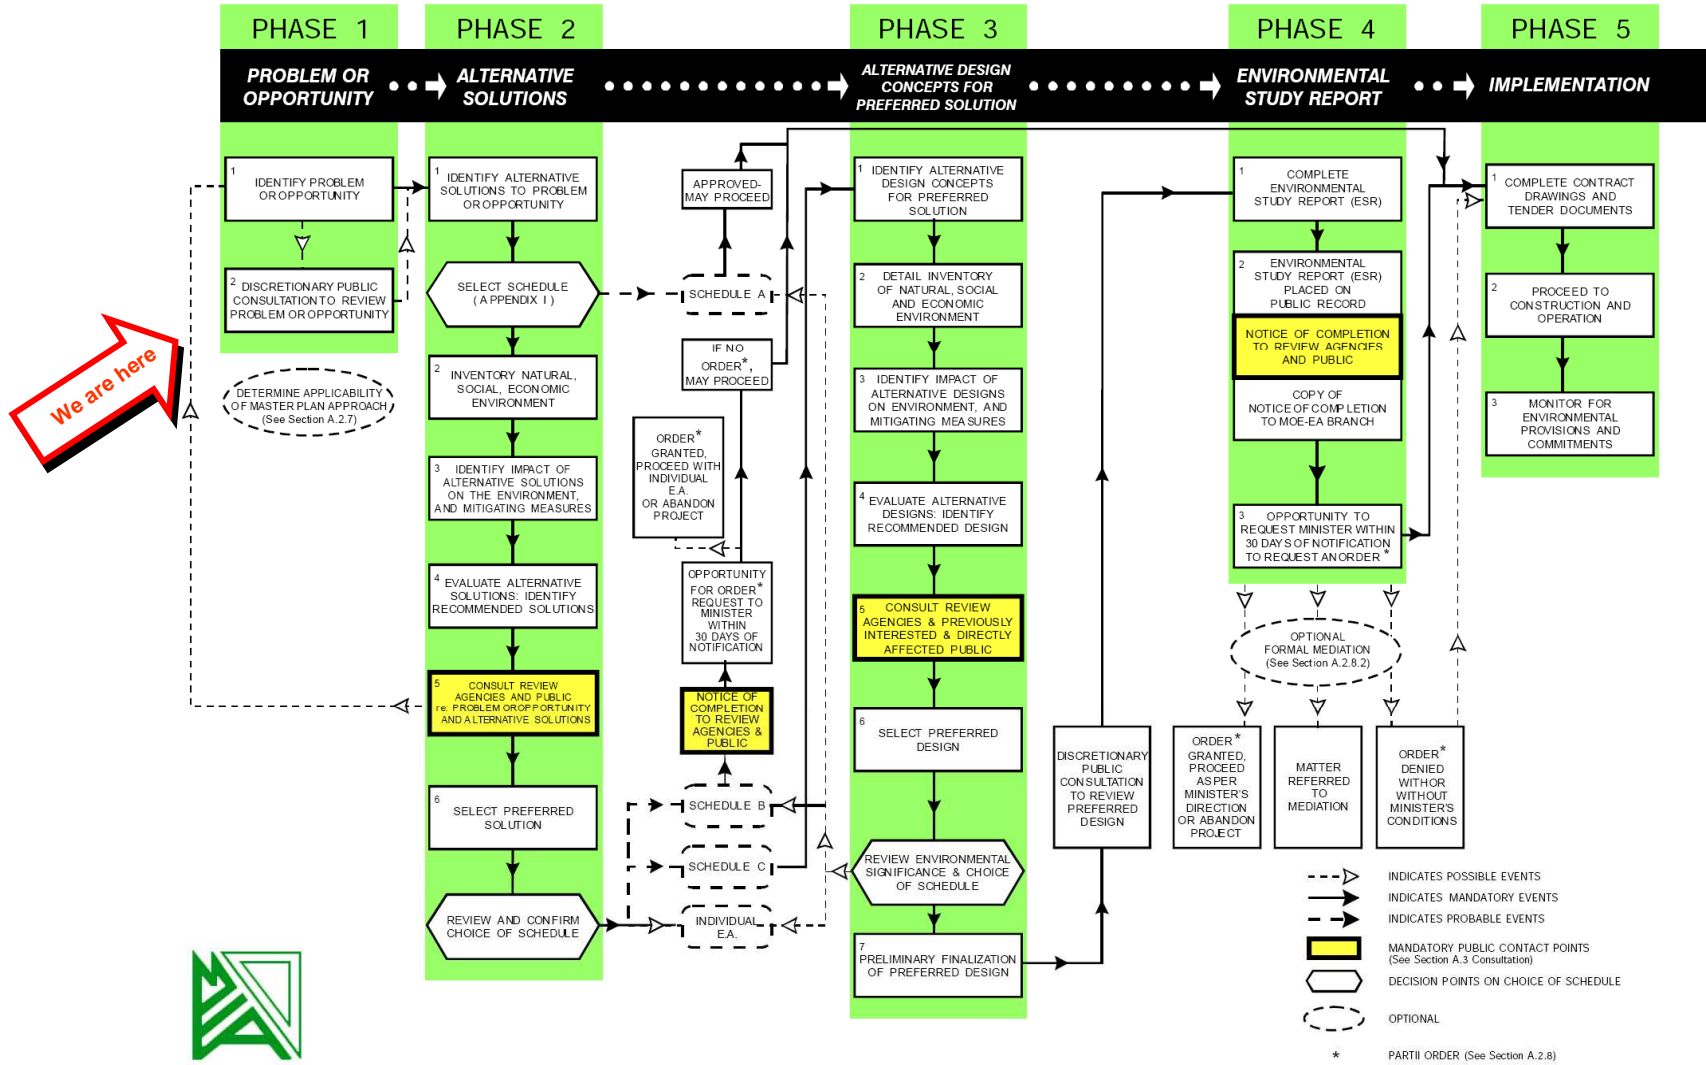 PHASE 1
PHASE 2
PHASE 3
PHASE 4
PHASE 5
PROBLEM OR
OPPORTUNITY
ALTERNATIVE
SOLUTIONS
ALTERNATIVE DESIGN
CONCEPTS FOR
PREFERRED SOLUTION
ENVIRONMENTAL
STUDY REPORT
IMPLEMENTATION
We are here
1
IDENTIFY PROBLEM
OR OPPORTUNITY
2
DISCRETIONARY PUBLIC
CONSULTATION TO REVIEW
PROBLEM OR OPPORTUNITY
DETERMINE APPLICABILITY
OF MASTER PLAN APPROACH
(See Section A.2.7)
1
IDENTIFY ALTERNATIVE
SOLUTIONS TO PROBLEM
OR OPPORTUNITY
SELECT SCHEDULE
(APPENDIX I)
2
INVENTORY NATURAL,
SOCIAL, ECONOMIC
ENVIRONMENT
3
IDENTIFY IMPACT OF
ALTERNATIVE SOLUTIONS
ON THE ENVIRONMENT,
AND MITIGATING MEASURES
4
EVALUATE ALTERNATIVE
SOLUTIONS: IDENTIFY
RECOMMENDED SOLUTIONS
5
CONSULT REVIEW
AGENCIES AND PUBLIC
re: PROBLEM OR OPPORTUNITY
AND ALTERNATIVE SOLUTIONS
6
SELECT PREFERRED
SOLUTION
REVIEW AND CONFIRM
CHOICE OF SCHEDULE
APPROVED-
MAY PROCEED
SCHEDULE A
IF NO
ORDER*,
MAY PROCEED
ORDER*
GRANTED,
PROCEED WITH
INDIVIDUAL
E.A.
OR ABANDON
PROJECT
OPPORTUNITY
FOR ORDER*
REQUEST TO
MINISTER
WITHIN
30 DAYS OF
NOTIFICATION
NOTICE OF
COMPLETION
TO REVIEW
AGENCIES &
PUBLIC
SCHEDULE B
SCHEDULE C
INDIVIDUAL
E.A.
1
IDENTIFY ALTERNATIVE
DESIGN CONCEPTS
FOR PREFERRED
SOLUTION
2
DETAIL INVENTORY
OF NATURAL, SOCIAL
AND ECONOMIC
ENVIRONMENT
3
IDENTIFY IMPACT OF
ALTERNATIVE DESIGNS
ON ENVIRONMENT, AND
MITIGATING MEASURES
4
EVALUATE ALTERNATIVE
DESIGNS: IDENTIFY
RECOMMENDED DESIGN
5
CONSULT REVIEW
AGENCIES & PREVIOUSLY
INTERESTED & DIRECTLY
AFFECTED PUBLIC
6
SELECT PREFERRED
DESIGN
REVIEW ENVIRONMENTAL
SIGNIFICANCE & CHOICE
OF SCHEDULE
7
PRELIMINARY FINALIZATION
OF PREFERRED DESIGN
DISCRETIONARY
PUBLIC
CONSULTATION
TO REVIEW
PREFERRED
DESIGN
1
COMPLETE
ENVIRONMENTAL
STUDY REPORT (ESR)
2
ENVIRONMENTAL
STUDY REPORT (ESR)
PLACED ON
PUBLIC RECORD
NOTICE OF COMPLETION
TO REVIEW AGENCIES
AND PUBLIC
COPY OF
NOTICE OF COMPLETION
TO MOE-EA BRANCH
3
OPPORTUNITY TO
REQUEST MINISTER WITHIN
30 DAYS OF NOTIFICATION
TO REQUEST AN ORDER *
OPTIONAL
FORMAL MEDIATION
(See Section A.2.8.2)
ORDER*
GRANTED,
PROCEED
AS PER
MINISTER'S
DIRECTION
OR ABANDON
PROJECT
MATTER
REFERRED
TO
MEDIATION
ORDER*
DENIED
WITH OR
WITHOUT
MINISTER'S
CONDITIONS
1
COMPLETE CONTRACT
DRAWINGS AND
TENDER DOCUMENTS
2
PROCEED TO
CONSTRUCTION AND
OPERATION
3
MONITOR FOR
ENVIRONMENTAL
PROVISIONS AND
COMMITMENTS
INDICATES POSSIBLE EVENTS
INDICATES MANDATORY EVENTS
INDICATES PROBABLE EVENTS
MANDATORY PUBLIC CONTACT POINTS
(See Section A.3 Consultation)
DECISION POINTS ON CHOICE OF SCHEDULE
OPTIONAL
* PART II ORDER (See Section A.2.8)
MEA